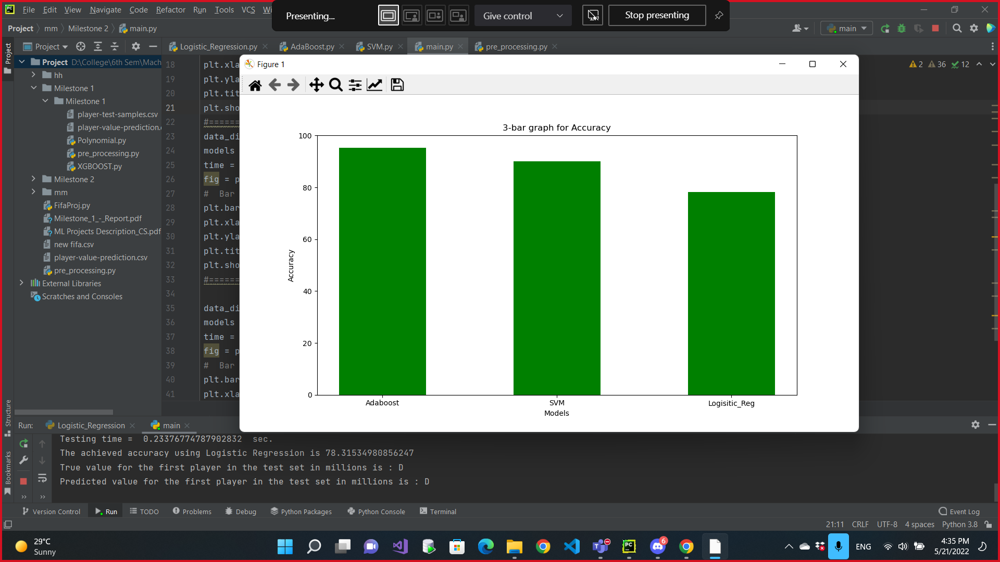 File Edit View Navigate Code Refactor Run Tools VCS Wi
Presenting...
Give control
Stop presenting
Project mm Milestone 2 main.py
main
Project
Project
Logistic_Regression.py
AdaBoost.py
SVM.py
main.py
pre_processing.py
Project D:\College\6th Sem\Mach
hh
Milestone 1
Milestone 1
player-test-samples.csv
player-value-prediction.
Polynomial.py
pre_processing.py
XGBOOST.py
Milestone 2
mm
FifaProj.py
Milestone_1_-_Report.pdf
ML Projects Description_CS.pdf
new fifa.csv
player-value-prediction.csv
pre_processing.py
External Libraries
Scratches and Consoles
18 plt.xla
19 plt.yla
20 plt.tit
21 plt.sho
22 #======
23 data_di
24 models
25 time =
26 fig = p
27 # Bar
28 plt.bar
29 plt.xla
30 plt.yla
31 plt.tit
32 plt.sho
33 #======
34
35 data_di
36 models
37 time =
38 fig = p
39 # Bar
40 plt.bar
41 plt.xla
2 36 12
Figure 1
3-bar graph for Accuracy
100
80
60
40
20
0
Accuracy
Adaboost SVM Logisitic_Reg
Models
Structure
Bookmarks
Run: Logistic_Regression main
Testing time = 0.23376774787902832 sec.
The achieved accuracy using Logistic Regression is 78.31534980856247
True value for the first player in the test set in millions is : D
Predicted value for the first player in the test set in millions is : D
Version Control Run TODO Problems Debug Python Packages Python Console Terminal Event Log
21:11 CRLF UTF-8 4 spaces Python 3.8
29°C
Sunny
6
ENG
4:35 PM
5/21/2022